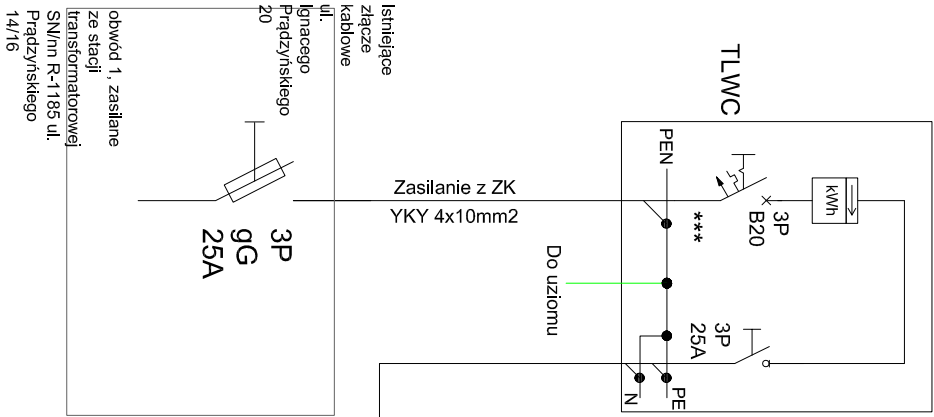 Istniejące
złącze
kablowe
ul.
Ignacego
Prądzyńskiego
20
obwód 1, zasilane
ze stacji
transformatorowej
SN/nn R-1185 ul.
Prądzyńskiego
14/16
3P
gG
25A
Zasilanie z ZK
YKY 4x10mm2
Do uziomu
TLWC
PEN
***
3P
B20
kWh
3P
25A
PE
N